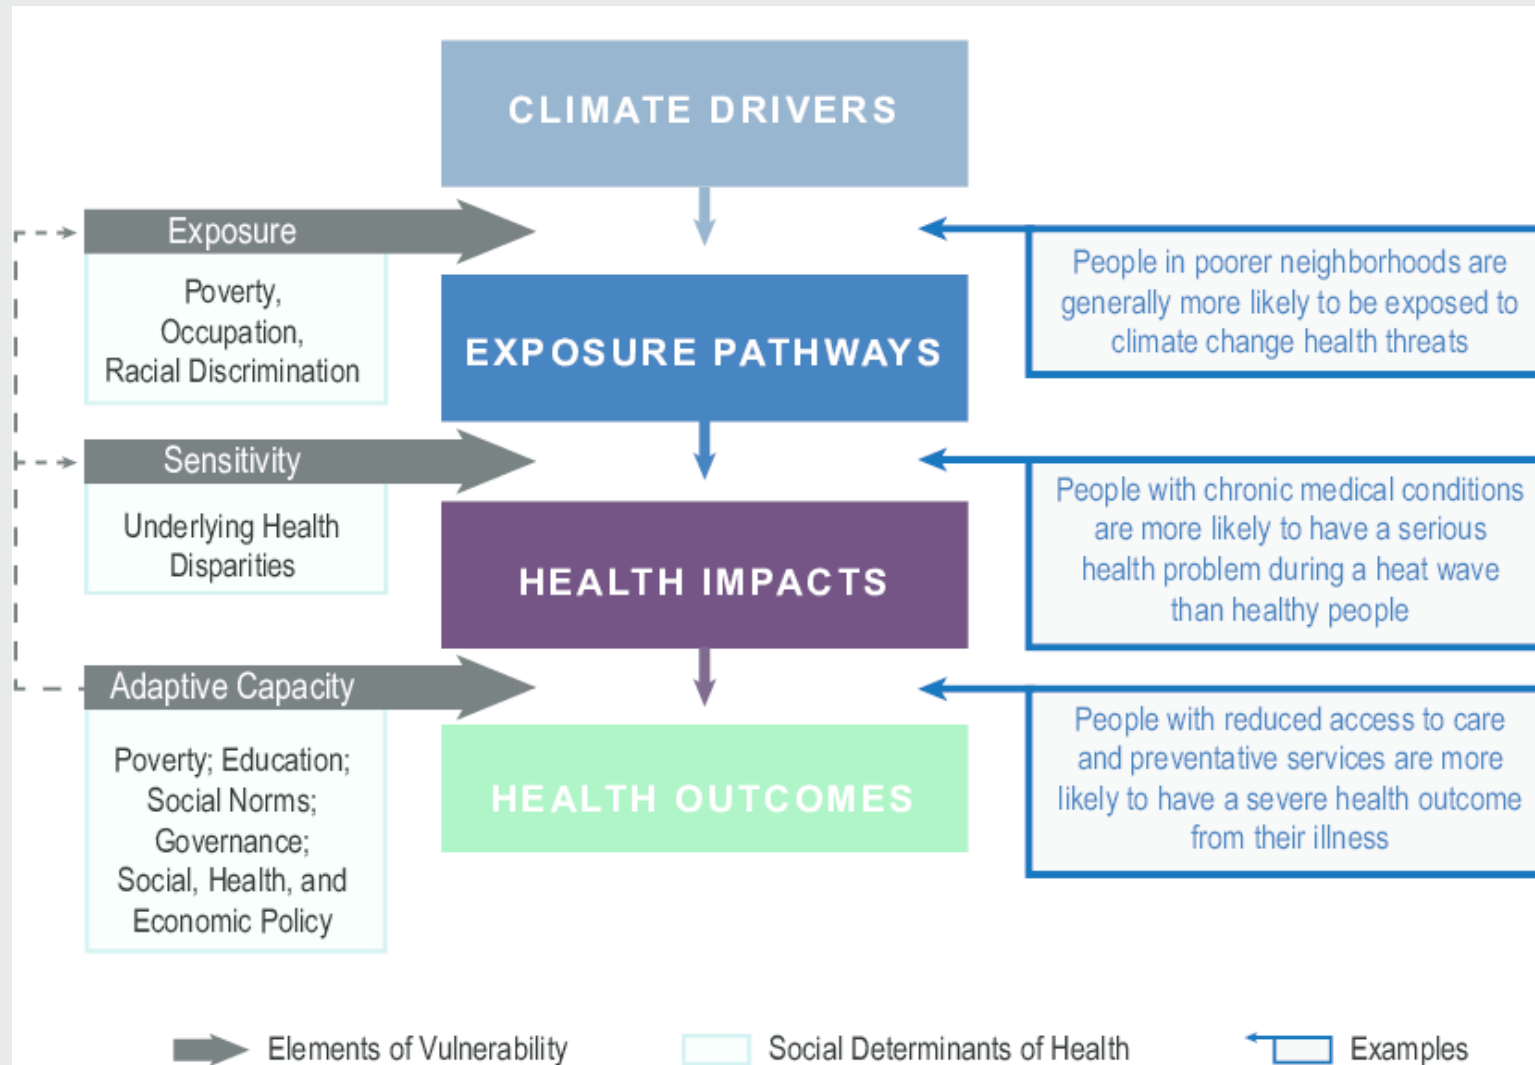 CLIMATE DRIVERS
Exposure
Poverty,
Occupation,
Racial Discrimination
People in poorer neighborhoods are
generally more likely to be exposed to
climate change health threats
EXPOSURE PATHWAYS
Sensitivity
Underlying Health
Disparities
People with chronic medical conditions
are more likely to have a serious
health problem during a heat wave
than healthy people
HEALTH IMPACTS
Adaptive Capacity
Poverty; Education;
Social Norms;
Governance;
Social, Health, and
Economic Policy
People with reduced access to care
and preventative services are more
likely to have a severe health outcome
from their illness
HEALTH OUTCOMES
Elements of Vulnerability
Social Determinants of Health
Examples